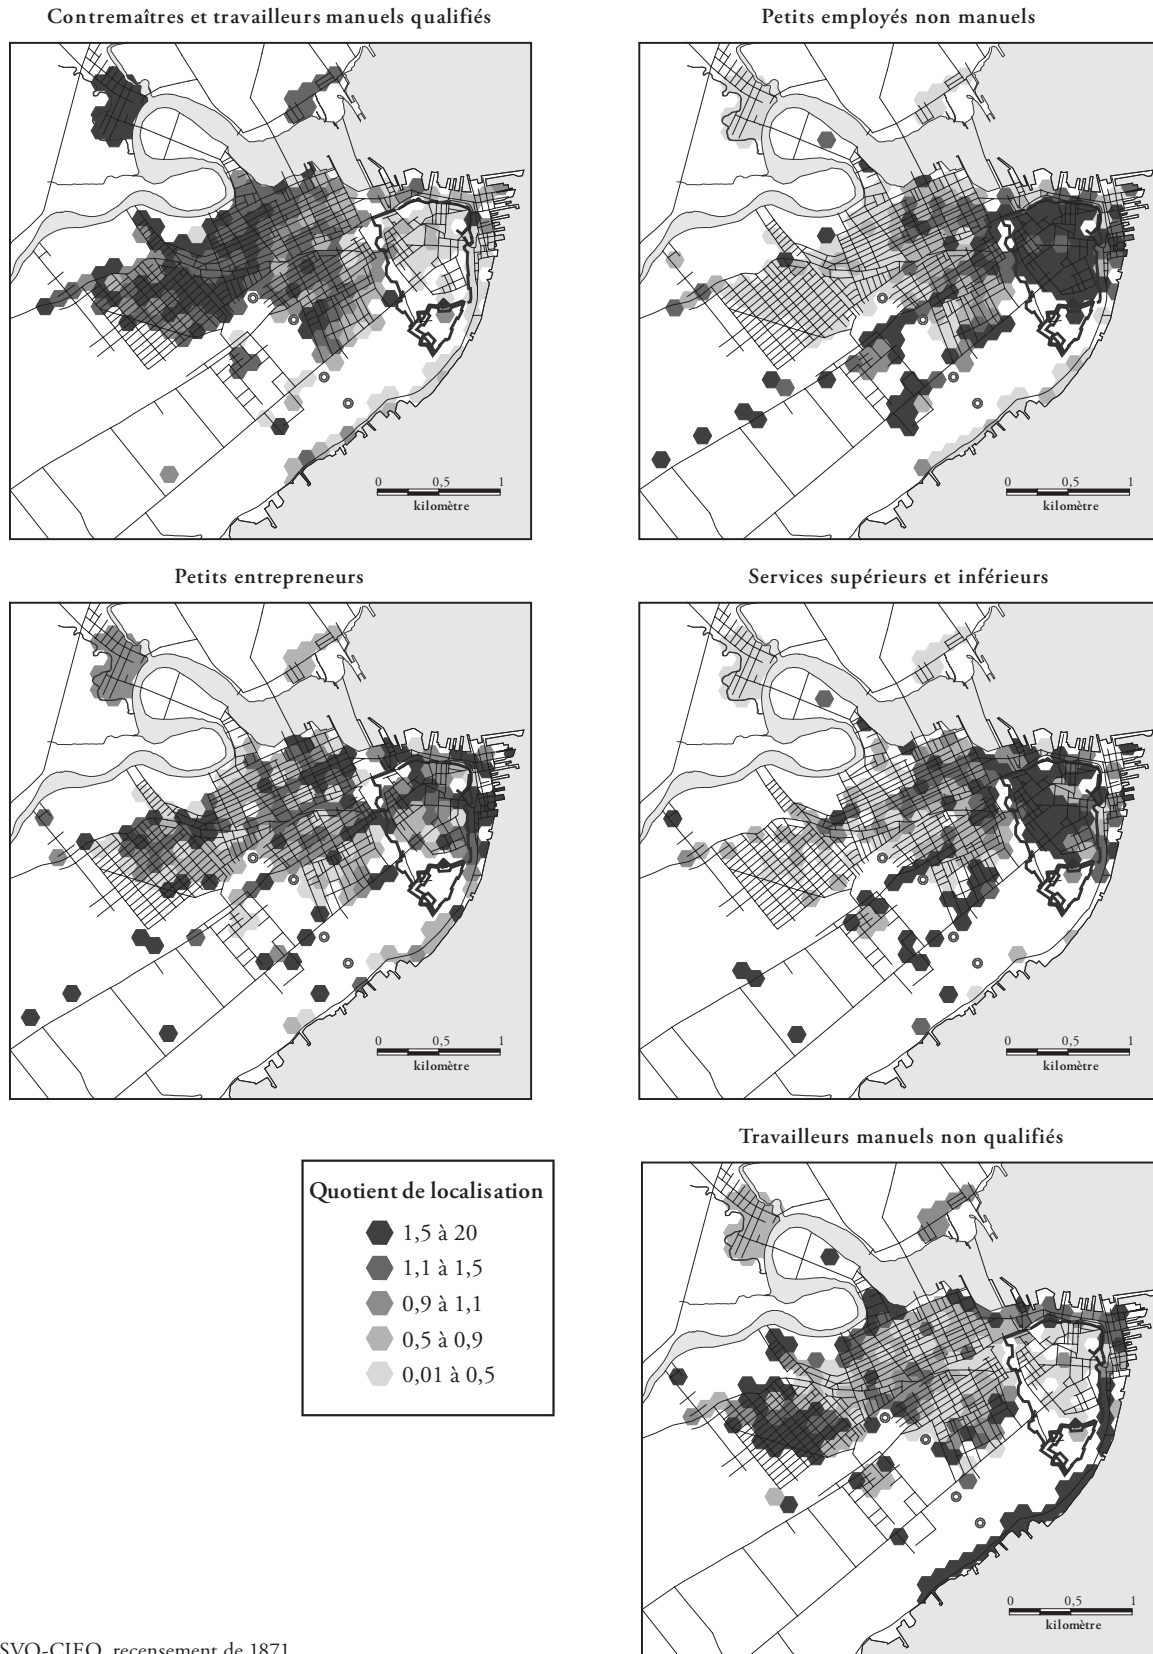 Contremaîtres et travailleurs manuels qualifiés
0 0,5 1
kilomètre
Petits employés non manuels
0 0,5 1
kilomètre
Petits entrepreneurs
0 0,5 1
kilomètre
Services supérieurs et inférieurs
0 0,5 1
kilomètre
Quotient de localisation
1,5 à 20
1,1 à 1,5
0,9 à 1,1
0,5 à 0,9
0,01 à 0,5
Travailleurs manuels non qualifiés
0 0,5 1
kilomètre
recensement de 1871